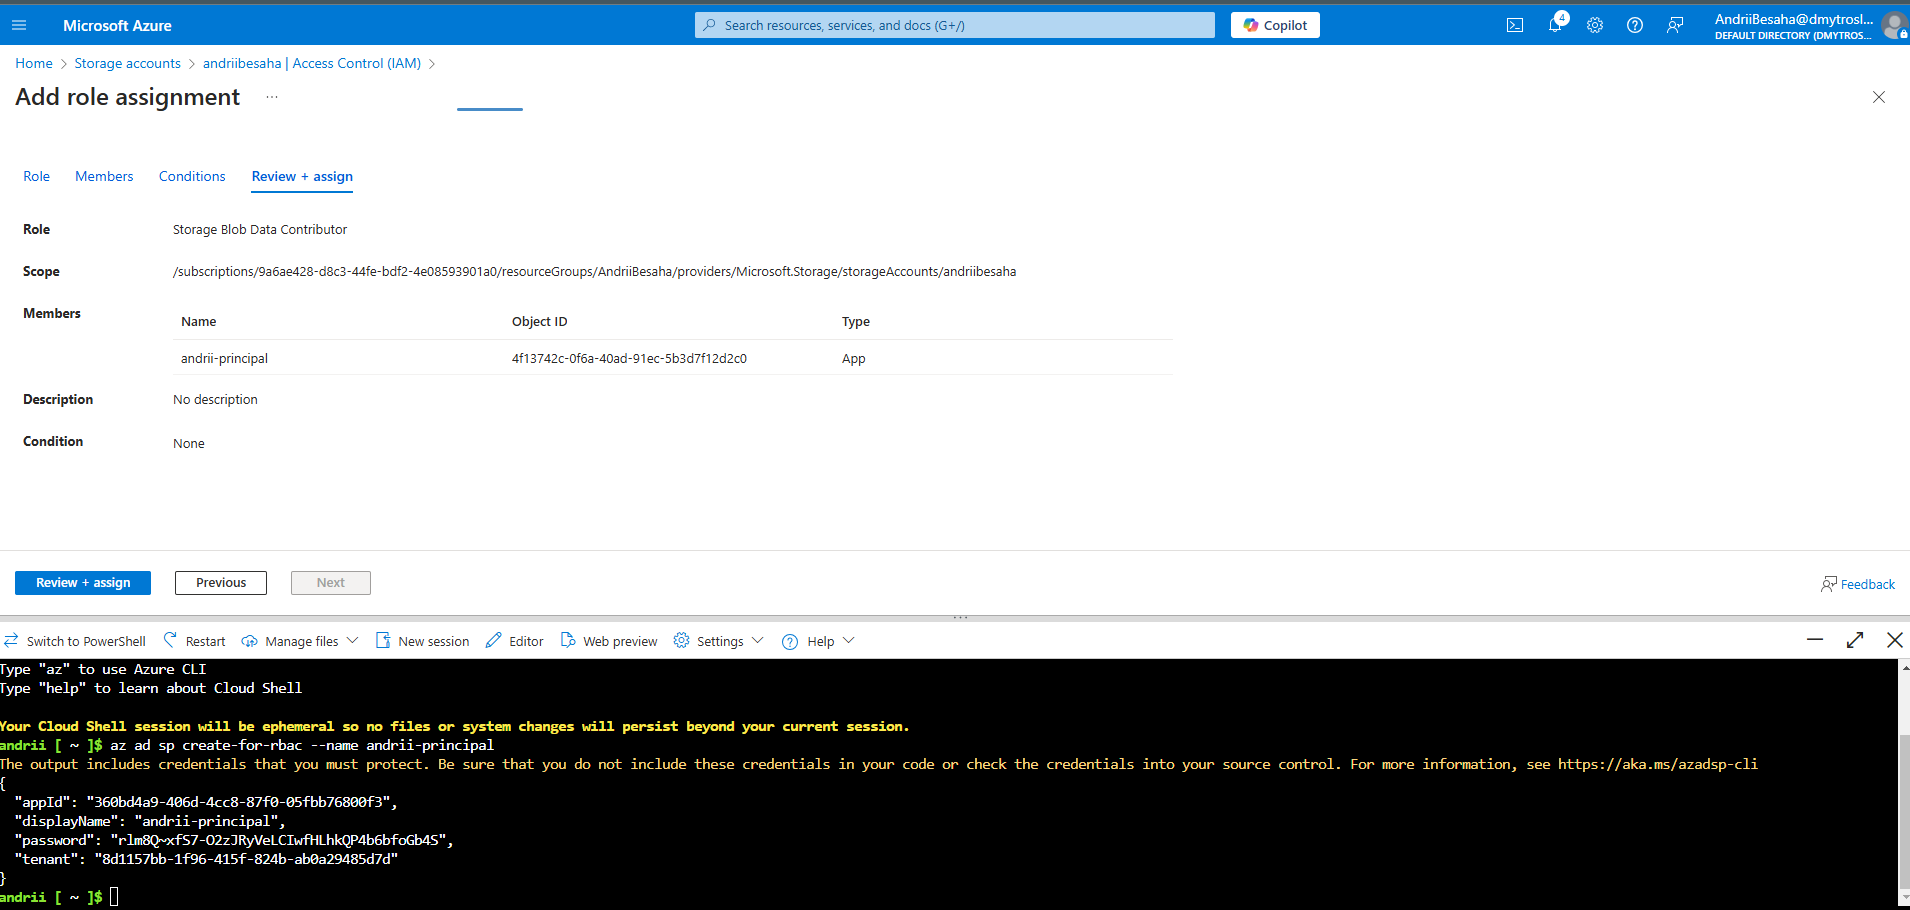 Microsoft Azure
Search resources, services, and docs (G+/)
Copilot
4
AndriiBesaha@dmytrosl...
DEFAULT DIRECTORY (DMYTROS...
Home > Storage accounts > andriibesaha | Access Control (IAM) >
Add role assignment ...
Role Members Conditions Review + assign
Role Storage Blob Data Contributor
Scope /subscriptions/9a6ae428-d8c3-44fe-bdf2-4e08593901a0/resourceGroups/AndriiBesaha/providers/Microsoft.Storage/storageAccounts/andriibesaha
Members
Name Object ID Type
andrii-principal 4f13742c-0f6a-40ad-91ec-5b3d7f12d2c0 App
Description No description
Condition None
Review + assign Previous Next
Feedback
Switch to PowerShell Restart Manage files New session Editor Web preview Settings Help
Type "az" to use Azure CLI
Type "help" to learn about Cloud Shell
Your Cloud Shell session will be ephemeral so no files or system changes will persist beyond your current session.
andrii [ ~ ]$ az ad sp create-for-rbac --name andrii-principal
The output includes credentials that you must protect. Be sure that you do not include these credentials in your code or check the credentials into your source control. For more information, see https://aka.ms/azadsp-cli
{
"appId": "360bd4a9-406d-4cc8-87f0-05fbb76800f3",
"displayName": "andrii-principal",
"password": "rlm8Q~xfS7-O2zJRyVeLCIwfHLhkQP4b6bfoGb4S",
"tenant": "8d1157bb-1f96-415f-824b-ab0a29485d7d"
}
andrii [ ~ ]$